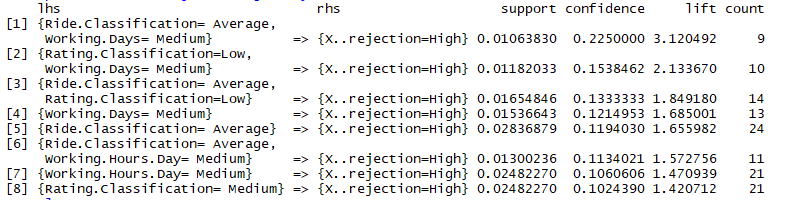 lhs rhs support confidence lift count
[1] {Ride.Classification= Average,
Working.Days= Medium} => {X..rejection=High} 0.01063830 0.2250000 3.120492 9
[2] {Rating.Classification=Low,
Working.Days= Medium} => {X..rejection=High} 0.01182033 0.1538462 2.133670 10
[3] {Ride.Classification= Average,
Rating.Classification=Low} => {X..rejection=High} 0.01654846 0.1333333 1.849180 14
[4] {Working.Days= Medium} => {X..rejection=High} 0.01536643 0.1214953 1.685001 13
[5] {Ride.Classification= Average} => {X..rejection=High} 0.02836879 0.1194030 1.655982 24
[6] {Ride.Classification= Average,
Working.Hours.Day= Medium} => {X..rejection=High} 0.01300236 0.1134021 1.572756 11
[7] {Working.Hours.Day= Medium} => {X..rejection=High} 0.02482270 0.1060606 1.470939 21
[8] {Rating.Classification= Medium} => {X..rejection=High} 0.02482270 0.1024390 1.420712 21